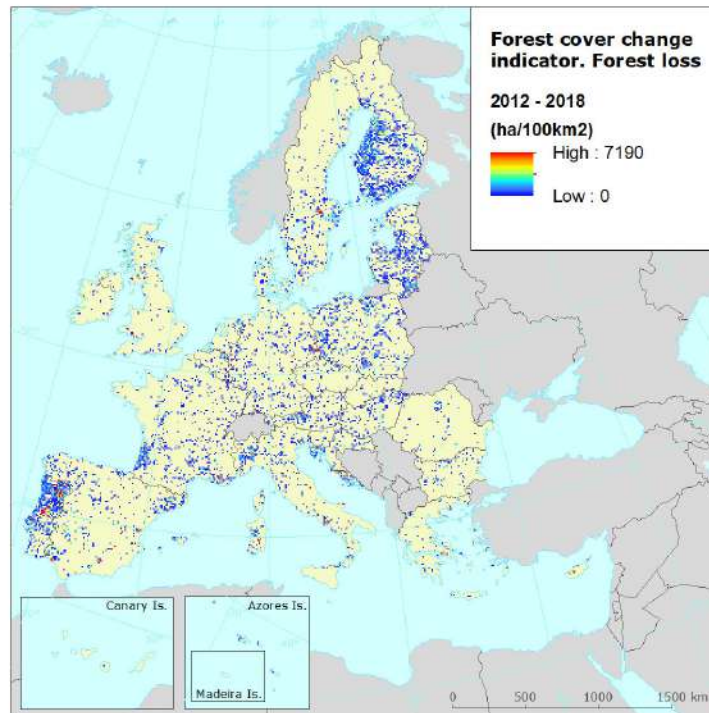 Forest cover change
indicator. Forest loss
2012 - 2018
(ha/100km2)
High : 7190
Low : 0
Canary Is.
Azores Is.
Madeira Is.
0 500 1000 1500 km